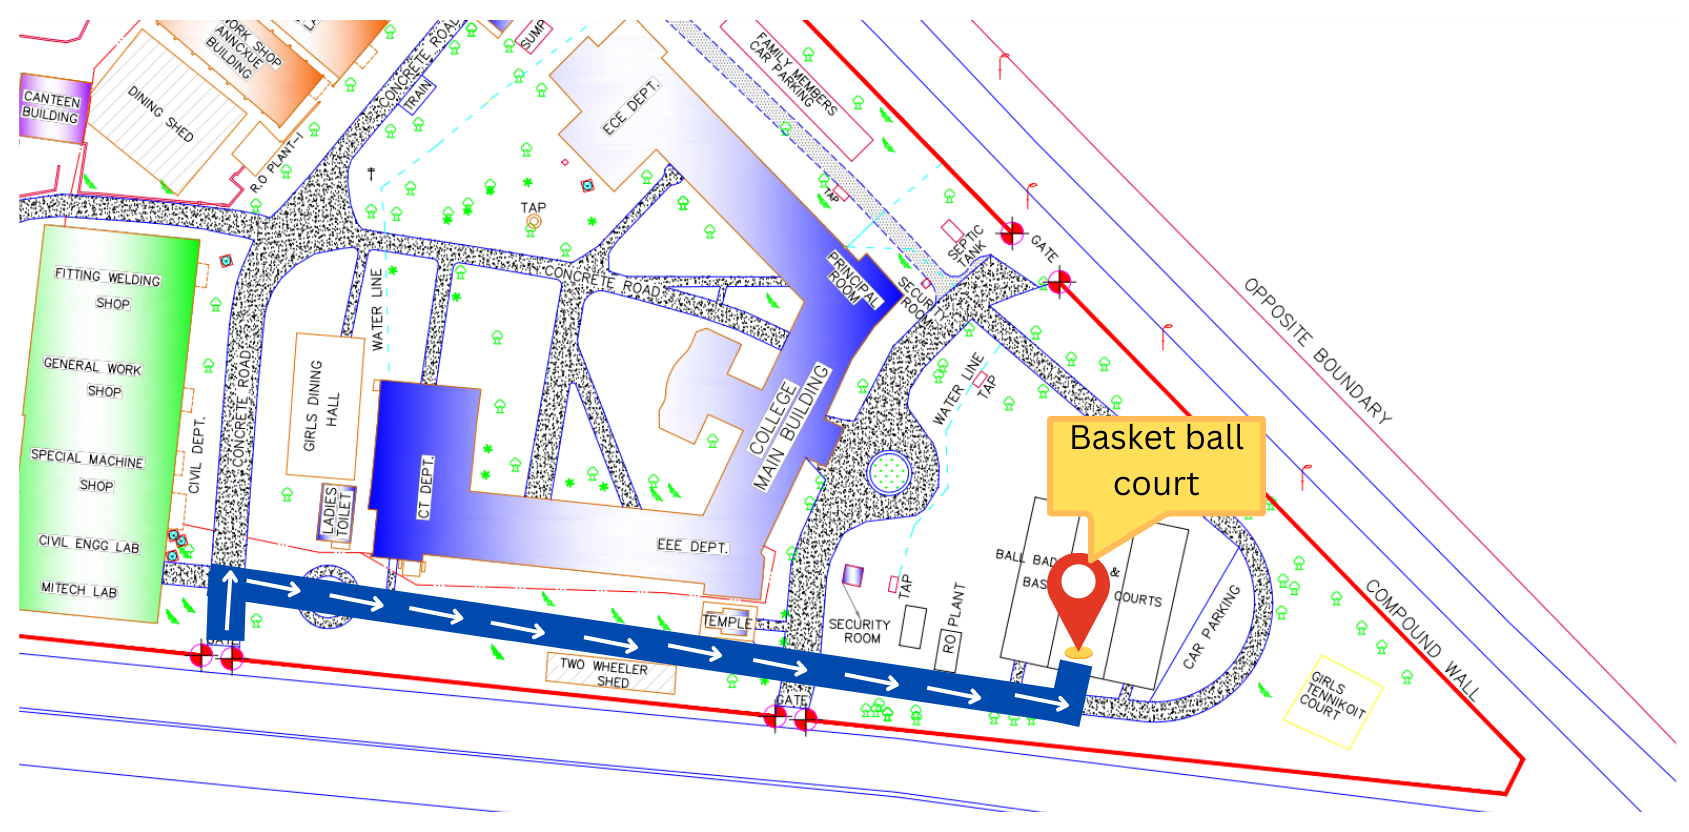 WORK SHOP
ANNCXUE
BUILDING
CANTEEN
BUILDING
DINING SHED
R.O PLANT-I
CONCRETE ROAD
TRAIN
SUMP
ECE DEPT.
FAMILY MEMBERS
CAR PARKING
TAP
TAP
SEPTIC
TANK
GATE
PRINCIPAL
ROOM
SECURITY
ROOM
OPPOSITE BOUNDARY
FITTING WELDING
SHOP
GENERAL WORK
SHOP
SPECIAL MACHINE
SHOP
CIVIL ENGG LAB
MITECH LAB
CIVIL DEPT.
CONCRETE ROAD
GIRLS DINING
HALL
WATER LINE
CONCRETE ROAD
LADIES
TOILET
CT DEPT.
COLLEGE
MAIN BUILDING
EEE DEPT.
WATER LINE
TAP
Basket ball
court
BALL BAD
&
BAS
COURTS
CAR PARKING
COMPOUND WALL
GIRLS
TENNIKOIT
COURT
TAP
RO PLANT
SECURITY
ROOM
TEMPLE
TWO WHEELER
SHED
GATE
GATE